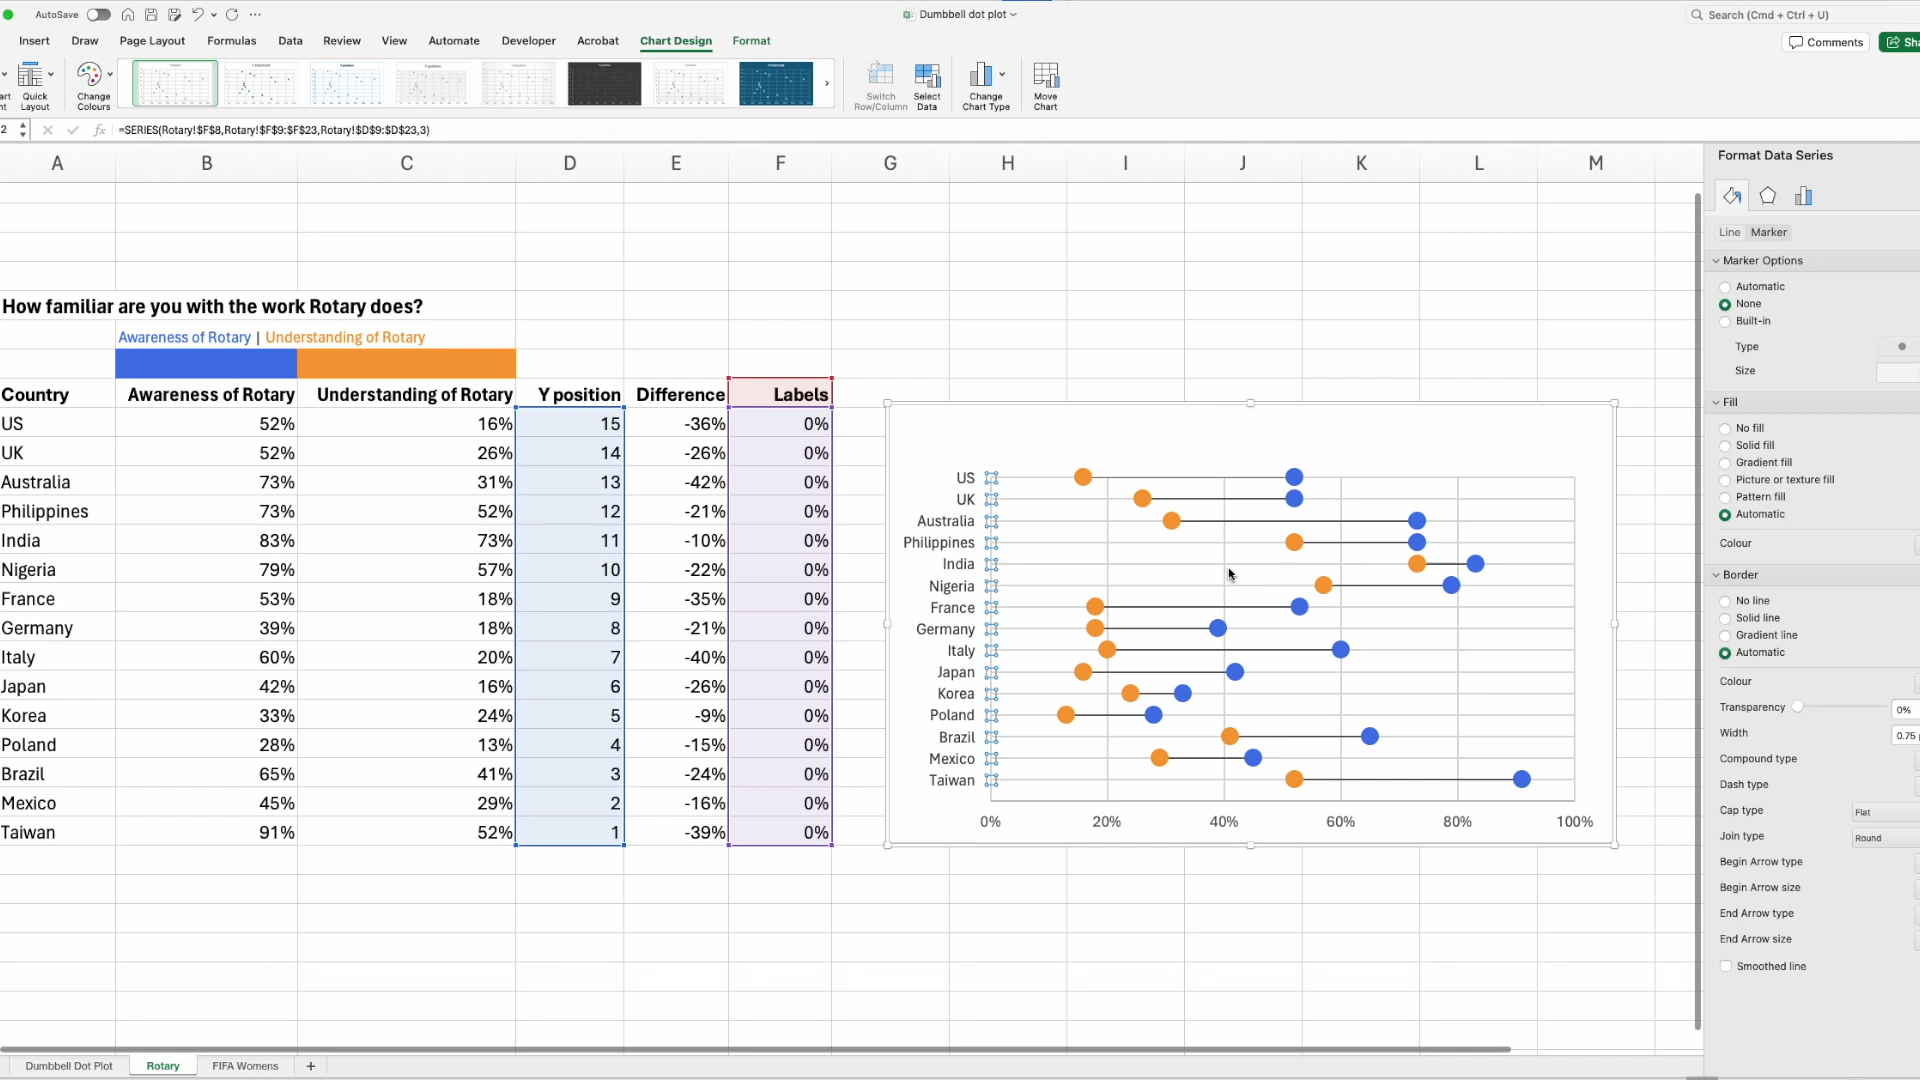 AutoSave
Dumbbell dot plot
Search (Cmd + Ctrl + U)
Insert Draw Page Layout Formulas Data Review View Automate Developer Acrobat Chart Design Format
Comments
Sha
Quick Layout
Change Colours
Switch Row/Column
Select Data
Change Chart Type
Move Chart
2 fx =SERIES(Rotary!$F$8,Rotary!$F$9:$F$23,Rotary!$D$9:$D$23,3)
A B C D E F G H I J K L M
How familiar are you with the work Rotary does?
Awareness of Rotary | Understanding of Rotary
Country Awareness of Rotary Understanding of Rotary Y position Difference Labels
US 52% 16% 15 -36% 0%
UK 52% 26% 14 -26% 0%
Australia 73% 31% 13 -42% 0%
Philippines 73% 52% 12 -21% 0%
India 83% 73% 11 -10% 0%
Nigeria 79% 57% 10 -22% 0%
France 53% 18% 9 -35% 0%
Germany 39% 18% 8 -21% 0%
Italy 60% 20% 7 -40% 0%
Japan 42% 16% 6 -26% 0%
Korea 33% 24% 5 -9% 0%
Poland 28% 13% 4 -15% 0%
Brazil 65% 41% 3 -24% 0%
Mexico 45% 29% 2 -16% 0%
Taiwan 91% 52% 1 -39% 0%
US
UK
Australia
Philippines
India
Nigeria
France
Germany
Italy
Japan
Korea
Poland
Brazil
Mexico
Taiwan
0% 20% 40% 60% 80% 100%
Format Data Series
Line Marker
Marker Options
Automatic
None
Built-in
Type
Size
Fill
No fill
Solid fill
Gradient fill
Picture or texture fill
Pattern fill
Automatic
Colour
Border
No line
Solid line
Gradient line
Automatic
Colour
Transparency 0%
Width 0.75
Compound type
Dash type
Cap type Flat
Join type Round
Begin Arrow type
Begin Arrow size
End Arrow type
End Arrow size
Smoothed line
Dumbbell Dot Plot Rotary FIFA Womens +